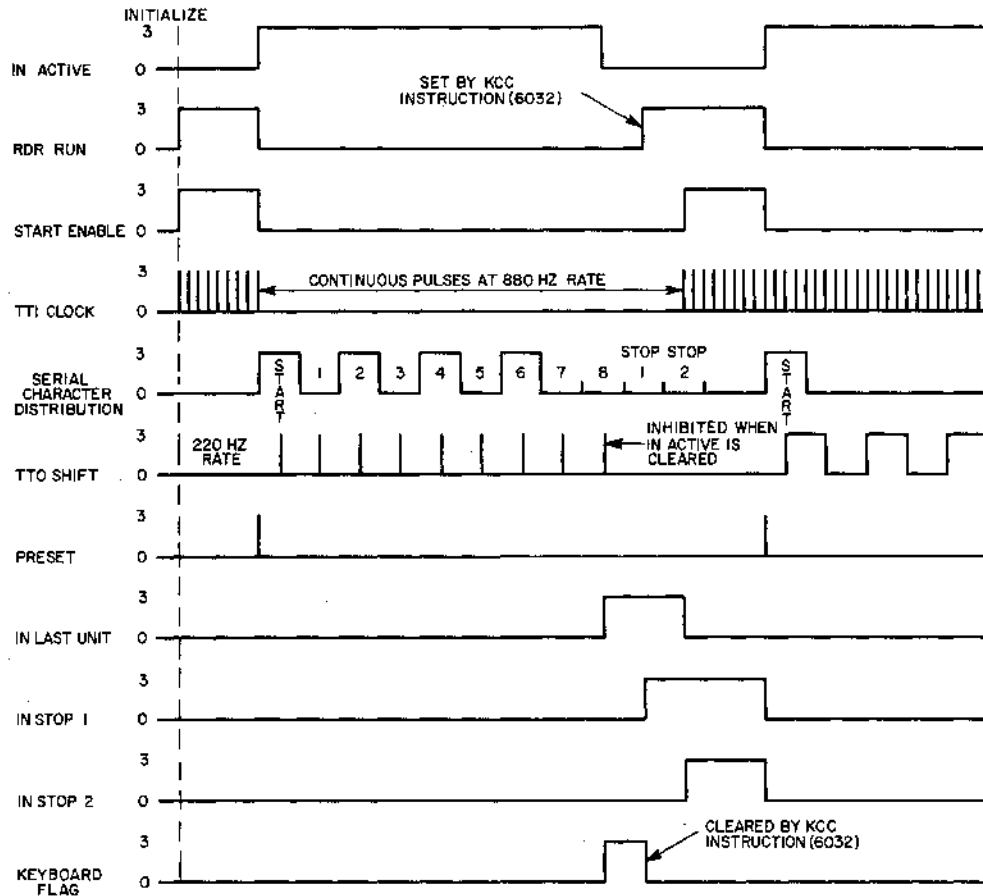 INITIALIZE
3
IN ACTIVE 0
SET BY KCC
INSTRUCTION (6032)
3
RDR RUN 0
3
START ENABLE 0
3
CONTINUOUS PULSES AT 880 HZ RATE
TTI CLOCK 0
3
START 1 2 3 4 5 6 7 8 STOP 1 STOP 2 START
SERIAL
CHARACTER
DISTRIBUTION
0
3
220 HZ
RATE
INHIBITED WHEN
IN ACTIVE IS
CLEARED
TTO SHIFT 0
3
PRESET 0
3
IN LAST UNIT 0
3
IN STOP 1 0
3
IN STOP 2 0
3
CLEARED BY KCC
INSTRUCTION (6032)
KEYBOARD
FLAG
0